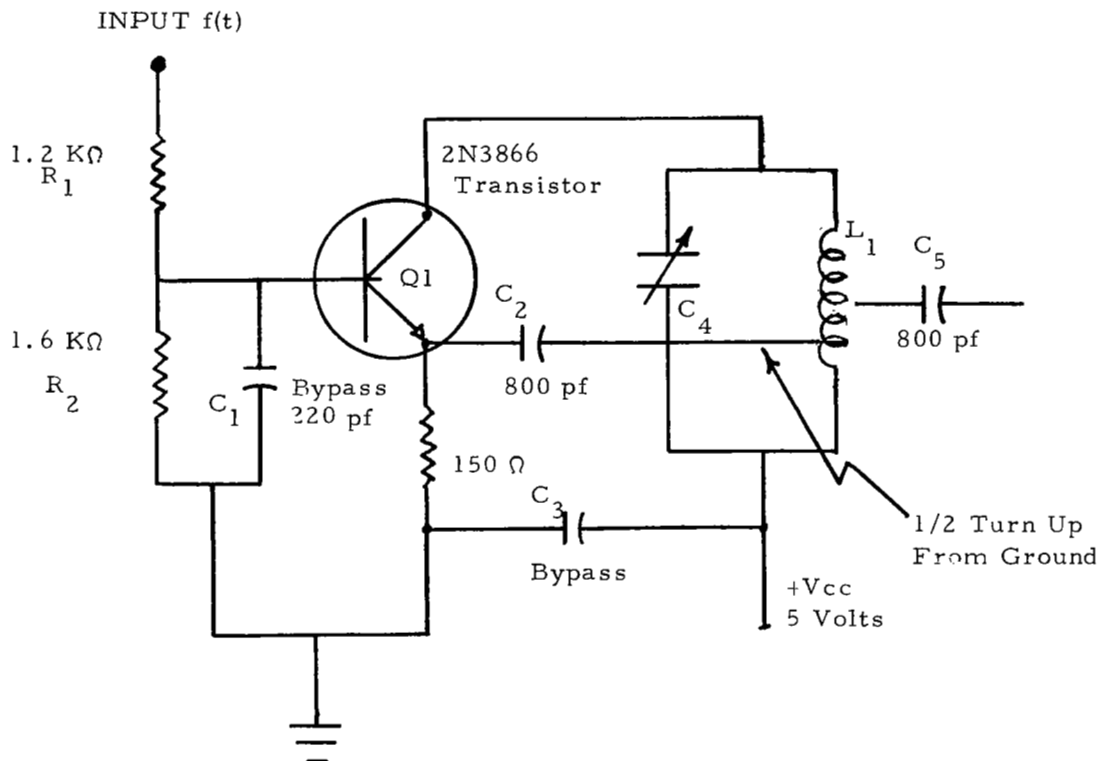 INPUT f(t)
1.2 KΩ
R1
2N3866
Transistor
Q1
1.6 KΩ
R2
C1
Bypass
220 pf
C2
800 pf
C4
L1
C5
800 pf
150 Ω
C3
Bypass
1/2 Turn Up
From Ground
+Vcc
5 Volts